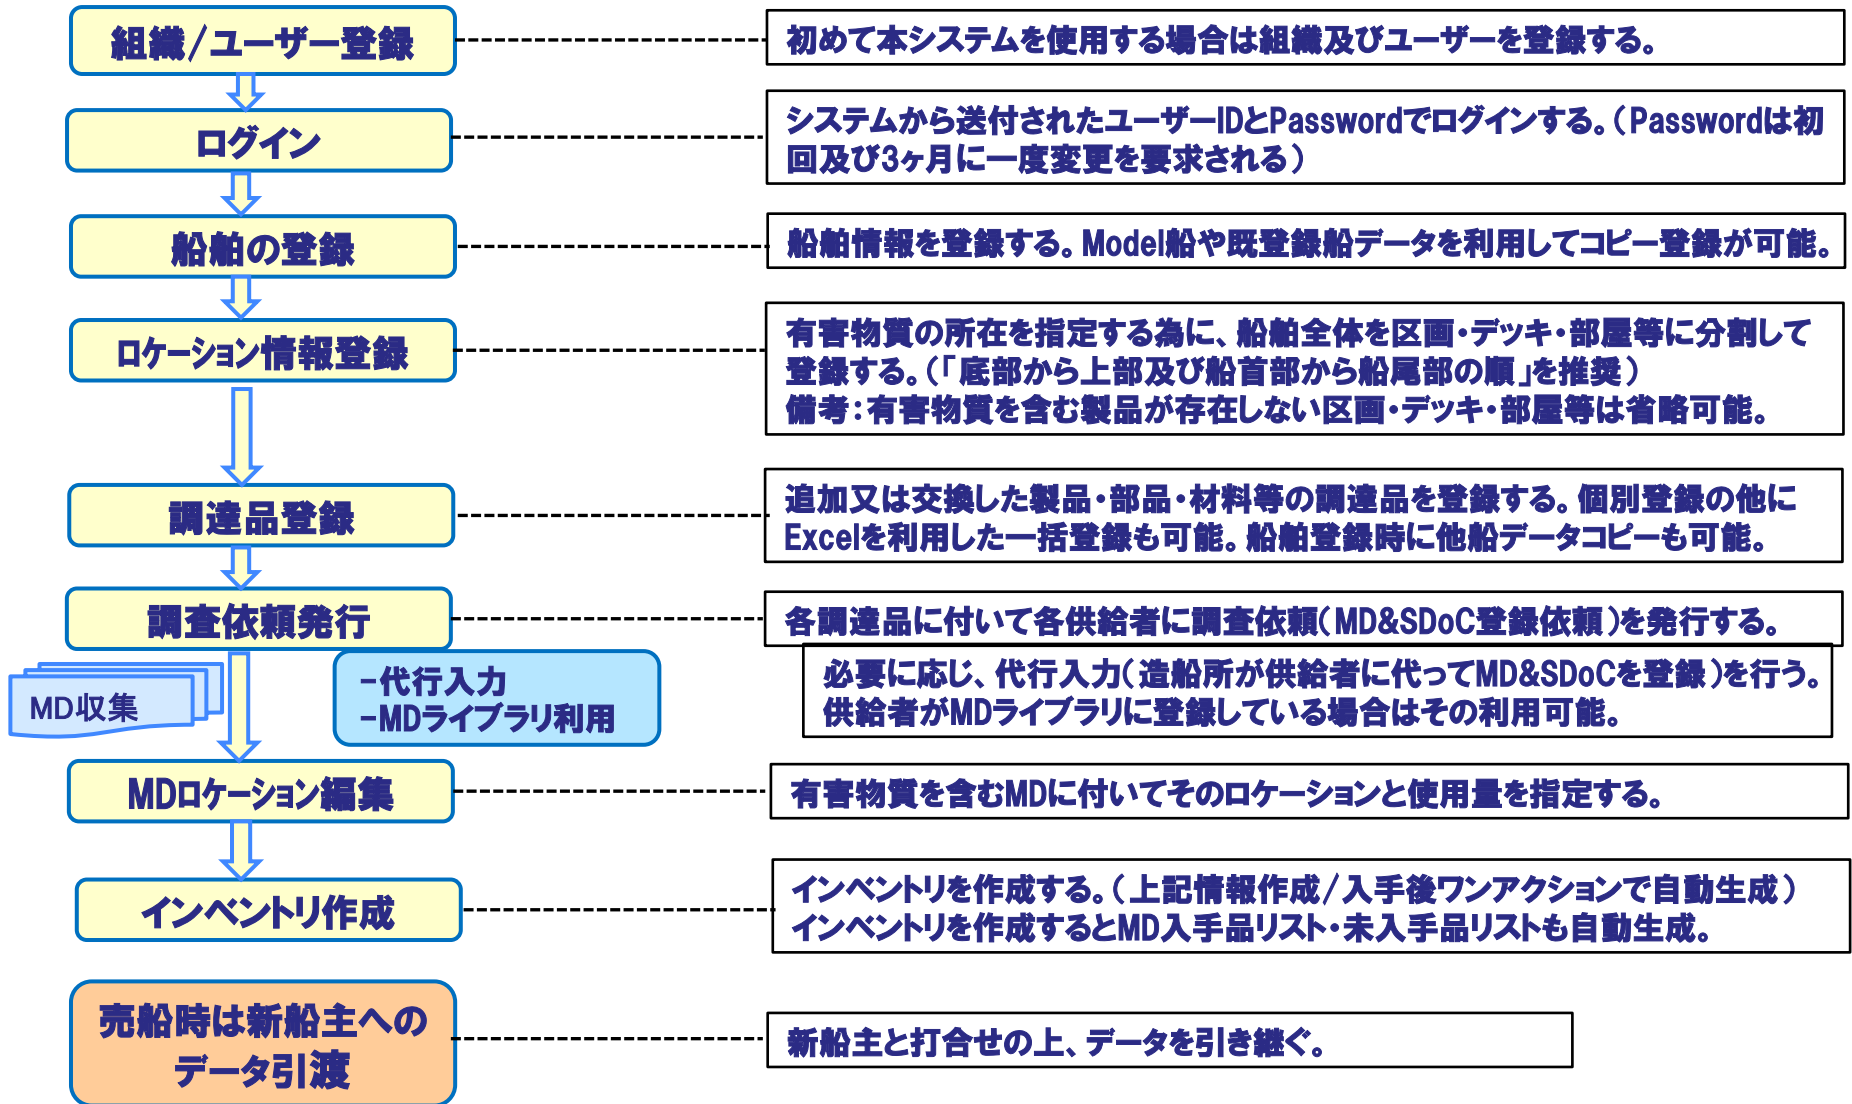 組織/ユーザー登録
初めて本システムを使用する場合は組織及びユーザーを登録する。
ログイン
システムから送付されたユーザーIDとPasswordでログインする。(Passwordは初
回及び3ヶ月に一度変更を要求される)
船舶の登録
船舶情報を登録する。Model船や既登録船データを利用してコピー登録が可能。
ロケーション情報登録
有害物質の所在を指定する為に、船舶全体を区画・デッキ・部屋等に分割して
登録する。(「底部から上部及び船首部から船尾部の順」を推奨)
備考:有害物質を含む製品が存在しない区画・デッキ・部屋等は省略可能。
調達品登録
追加又は交換した製品・部品・材料等の調達品を登録する。個別登録の他に
Excelを利用した一括登録も可能。船舶登録時に他船データコピーも可能。
調査依頼発行
各調達品に付いて各供給者に調査依頼(MD&SDoC登録依頼)を発行する。
MD収集
-代行入力
-MDライブラリ利用
必要に応じ、代行入力(造船所が供給者に代ってMD&SDoCを登録)を行う。
供給者がMDライブラリに登録している場合はその利用可能。
MDロケーション編集
有害物質を含むMDに付いてそのロケーションと使用量を指定する。
インベントリ作成
インベントリを作成する。(上記情報作成/入手後ワンアクションで自動生成)
インベントリを作成するとMD入手品リスト・未入手品リストも自動生成。
売船時は新船主への
データ引渡
新船主と打合せの上、データを引き継ぐ。